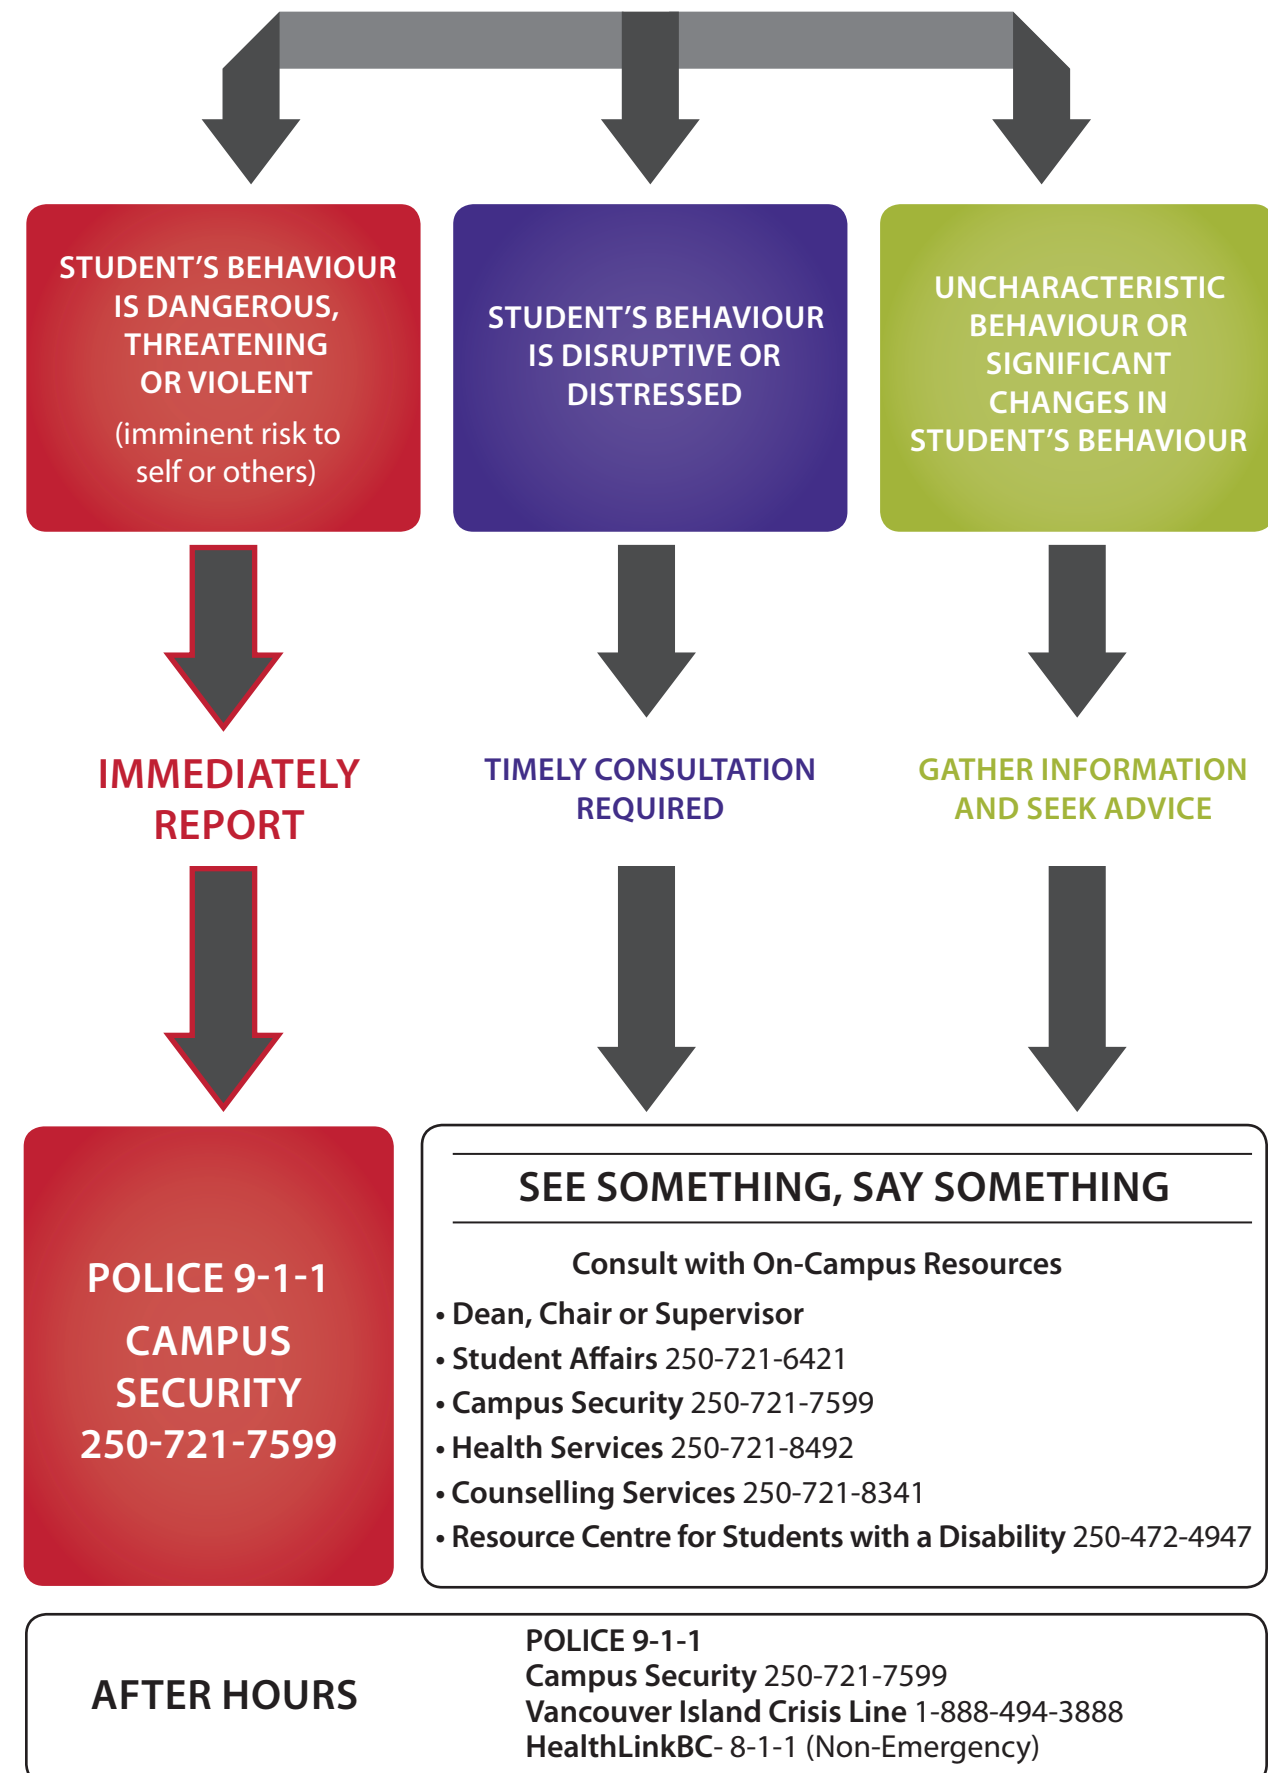 STUDENT'S BEHAVIOUR
IS DANGEROUS,
THREATENING
OR VIOLENT
(imminent risk to
self or others)
STUDENT'S BEHAVIOUR
IS DISRUPTIVE OR
DISTRESSED
UNCHARACTERISTIC
BEHAVIOUR OR
SIGNIFICANT
CHANGES IN
STUDENT'S BEHAVIOUR
IMMEDIATELY
REPORT
TIMELY CONSULTATION
REQUIRED
GATHER INFORMATION
AND SEEK ADVICE
POLICE 9-1-1
CAMPUS
SECURITY
250-721-7599
SEE SOMETHING, SAY SOMETHING
Consult with On-Campus Resources
• Dean, Chair or Supervisor
• Student Affairs 250-721-6421
• Campus Security 250-721-7599
• Health Services 250-721-8492
• Counselling Services 250-721-8341
• Resource Centre for Students with a Disability 250-472-4947
AFTER HOURS
POLICE 9-1-1
Campus Security 250-721-7599
Vancouver Island Crisis Line 1-888-494-3888
HealthLinkBC- 8-1-1 (Non-Emergency)